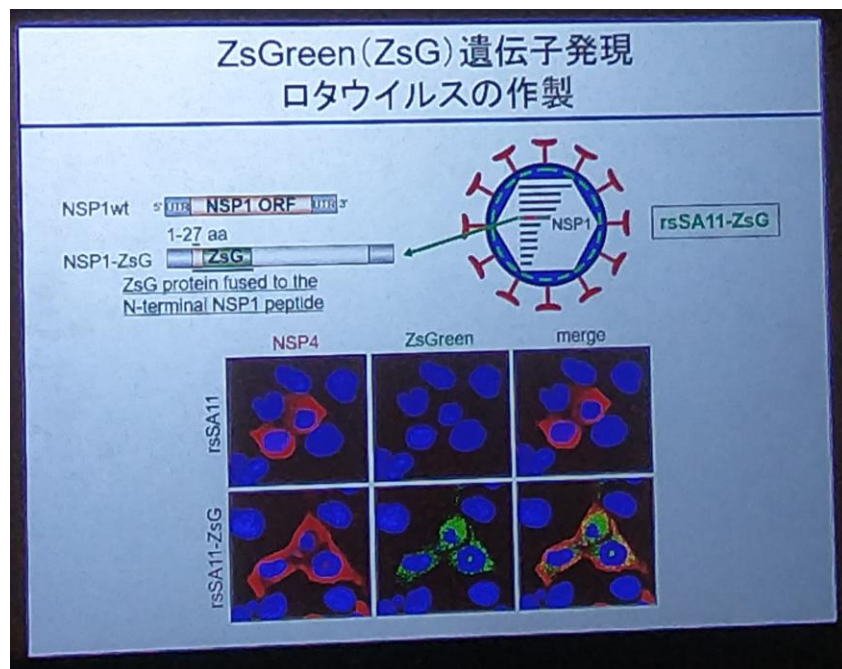 ZsGreen(ZsG)遺伝子発現
ロタウイルスの作製
NSP1wt
5' UTR NSP1 ORF UTR 3'
1-27 aa
NSP1-ZsG
ZsG
ZsG protein fused to the
N-terminal NSP1 peptide
NSP1
rsSA11-ZsG
NSP4 ZsGreen merge
rsSA11
rsSA11-ZsG